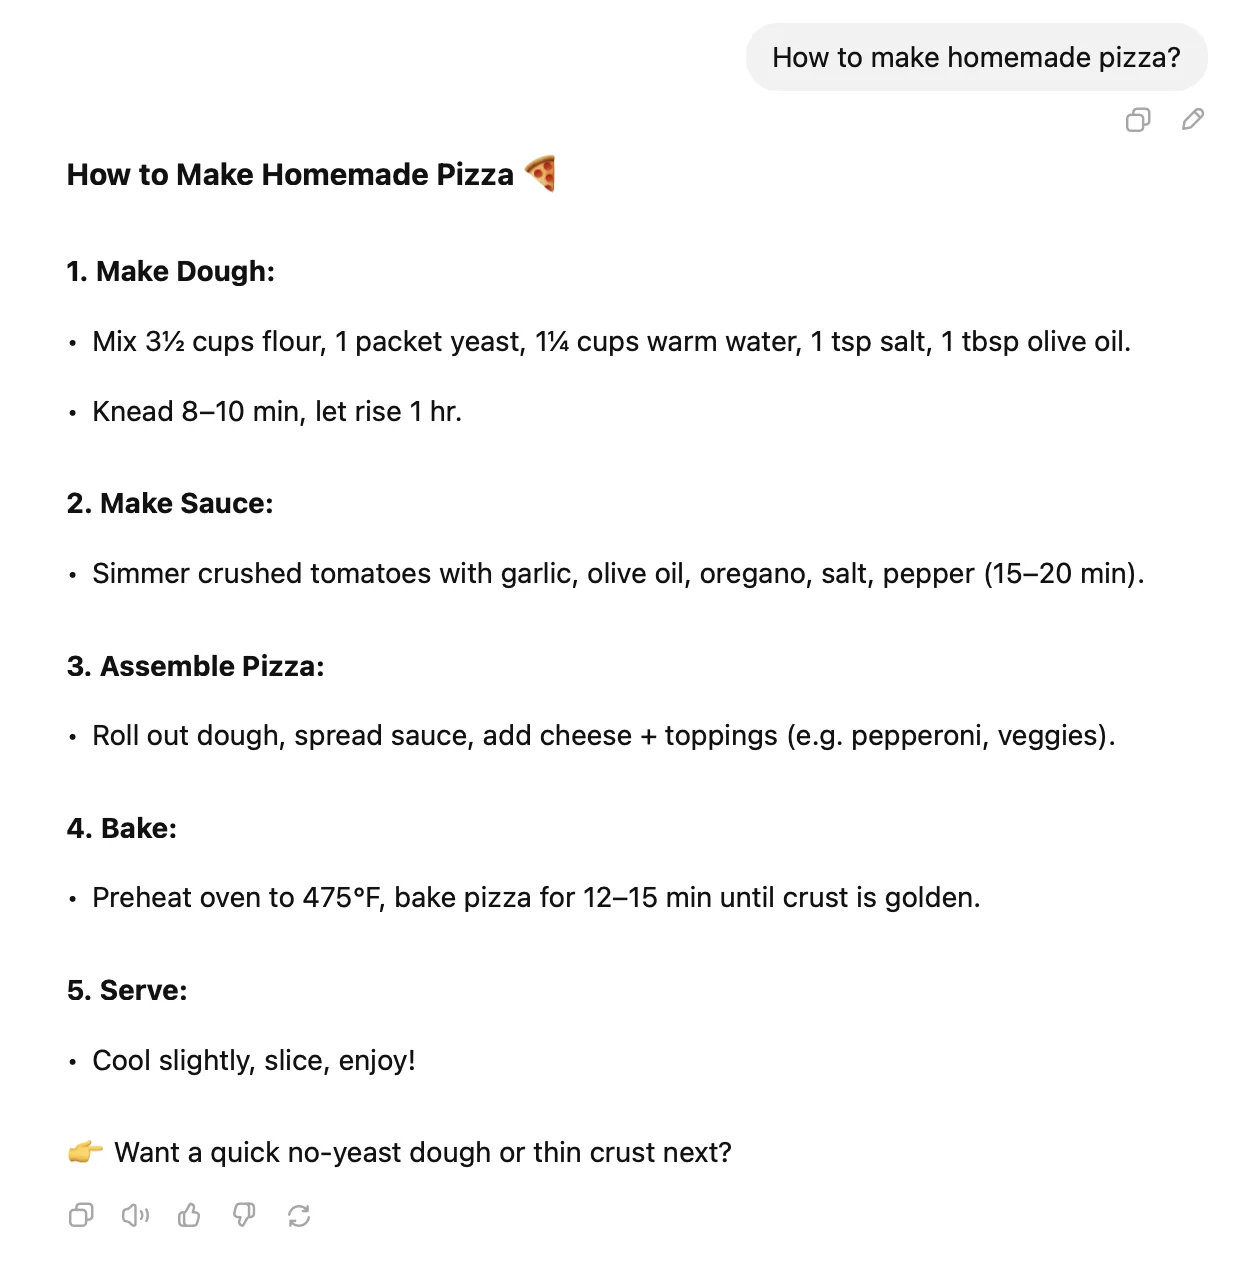 How to make homemade pizza?
How to Make Homemade Pizza 🍕
1. Make Dough:
• Mix 3½ cups flour, 1 packet yeast, 1¼ cups warm water, 1 tsp salt, 1 tbsp olive oil.
• Knead 8–10 min, let rise 1 hr.
2. Make Sauce:
• Simmer crushed tomatoes with garlic, olive oil, oregano, salt, pepper (15–20 min).
3. Assemble Pizza:
• Roll out dough, spread sauce, add cheese + toppings (e.g. pepperoni, veggies).
4. Bake:
• Preheat oven to 475°F, bake pizza for 12–15 min until crust is golden.
5. Serve:
• Cool slightly, slice, enjoy!
👉 Want a quick no-yeast dough or thin crust next?